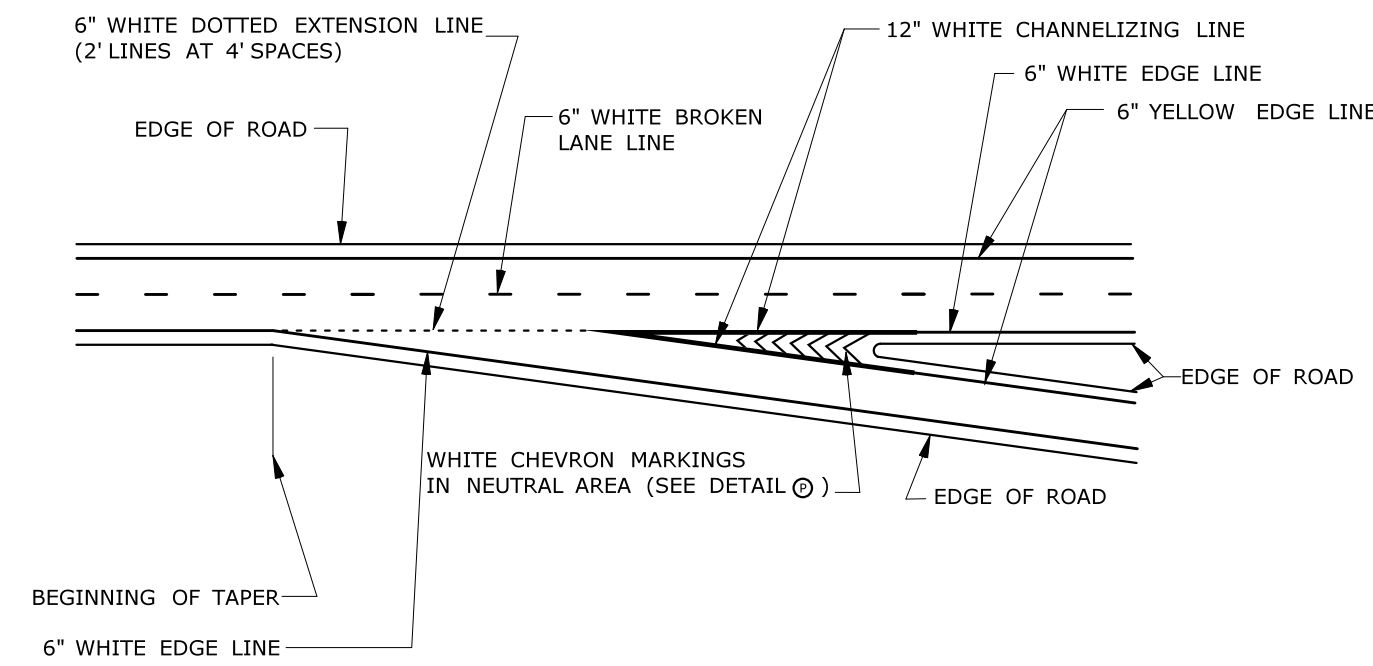 6" WHITE DOTTED EXTENSION LINE
(2' LINES AT 4' SPACES)
12" WHITE CHANNELIZING LINE
6" WHITE EDGE LINE
6" YELLOW EDGE LINE
6" WHITE BROKEN
LANE LINE
EDGE OF ROAD
EDGE OF ROAD
WHITE CHEVRON MARKINGS
IN NEUTRAL AREA (SEE DETAIL Ⓟ )
EDGE OF ROAD
BEGINNING OF TAPER
6" WHITE EDGE LINE